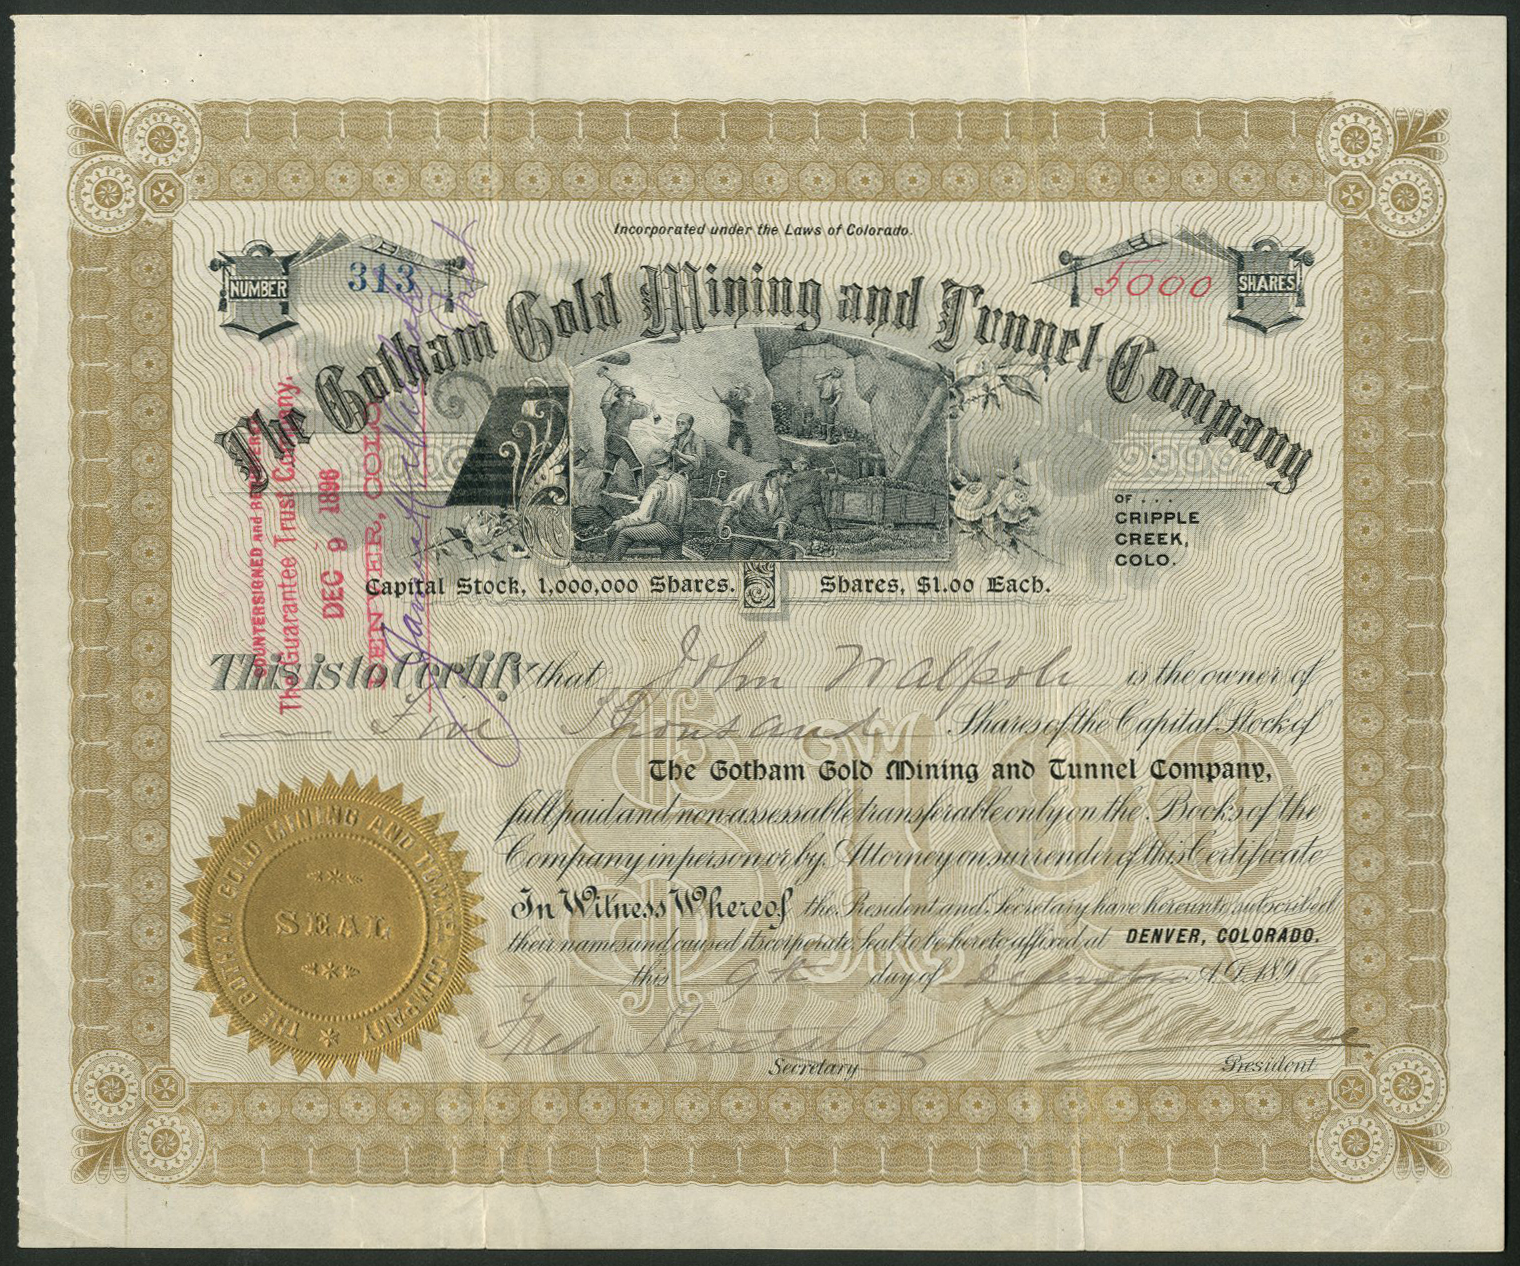 Incorporated under the Laws of Colorado.
NUMBER
313
5000
SHARES
The Gotham Gold Mining and Tunnel Company
OF . . .
CRIPPLE
CREEK,
COLO.
Capital Stock, 1,000,000 Shares.
Shares, $1.00 Each.
COUNTERSIGNED and REGISTERED
The Guarantee Trust Company.
DEC 9 1896
DENVER, COLO.
This is to Certify that John Walpole is the owner of
Five Thousand Shares of the Capital Stock of
The Gotham Gold Mining and Tunnel Company,
full paid and non-assessable transferable only on the Books of the
Company in person or by Attorney on surrender of this Certificate
In Witness Whereof the President and Secretary have hereunto subscribed
their names and caused its corporate Seal to be hereto affixed at DENVER, COLORADO.
this 9th day of December A.D. 1896
$1.00
Fred
Secretary
President
THE GOTHAM GOLD MINING AND TUNNEL COMPANY
SEAL